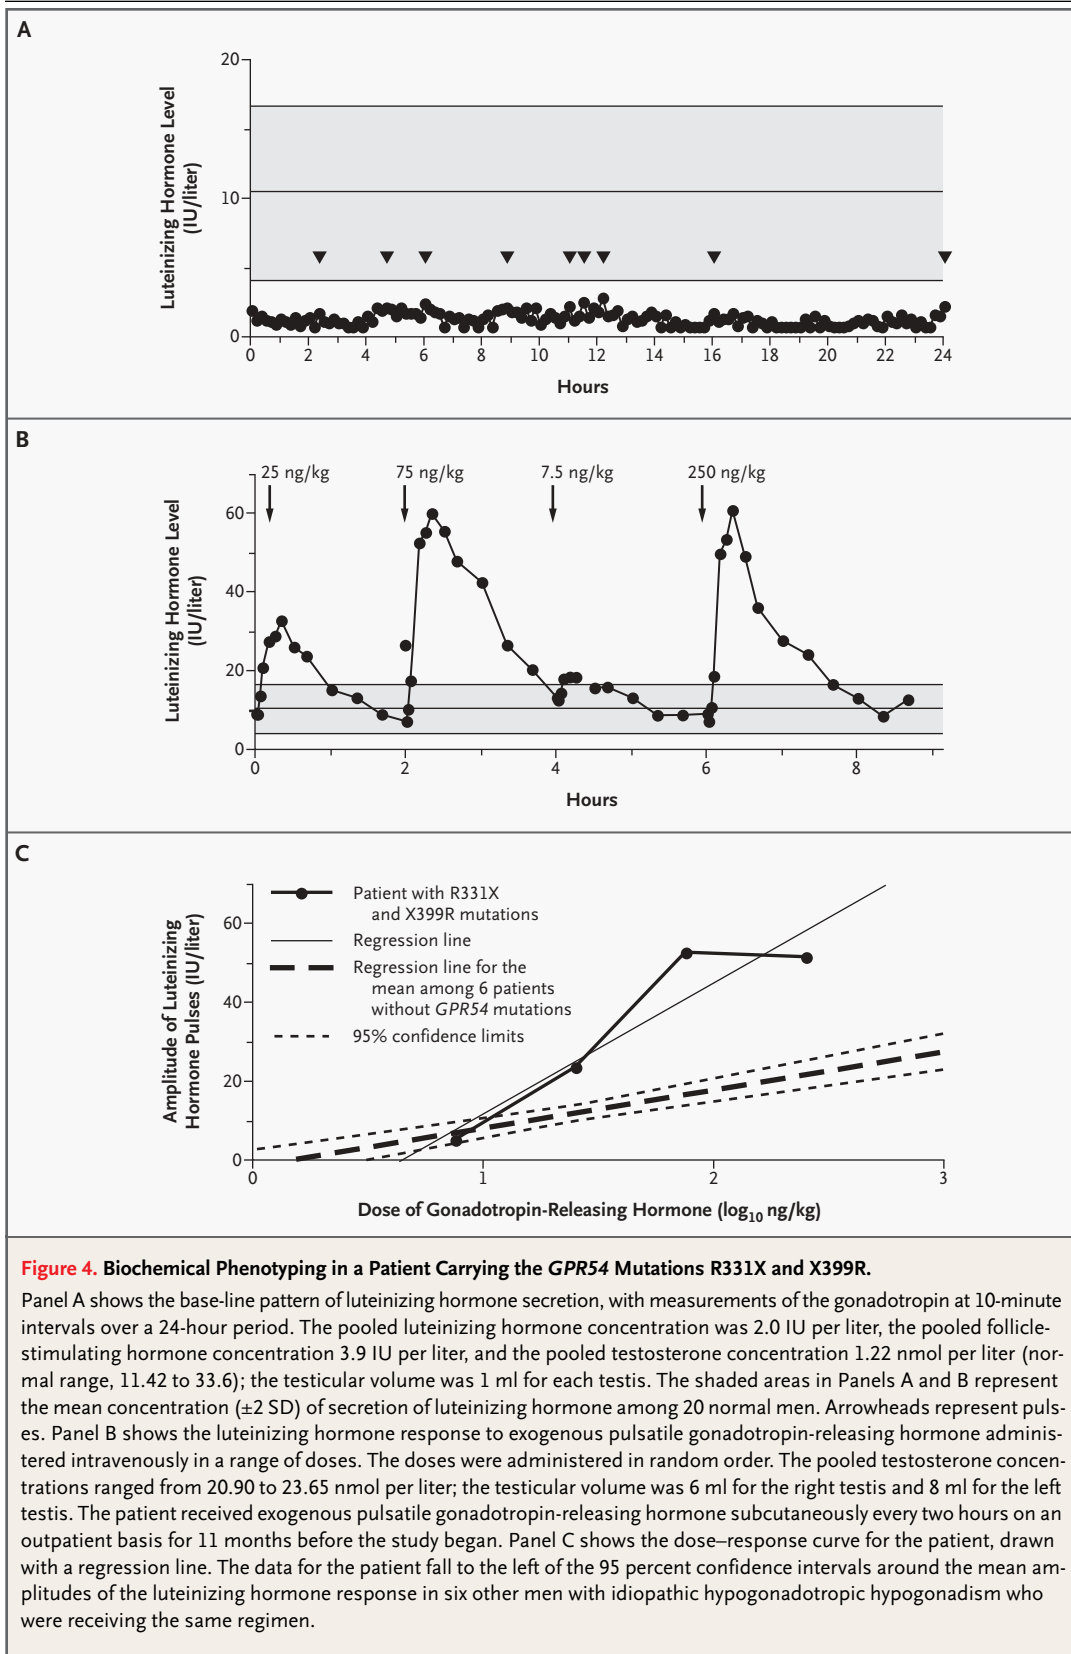 A
Luteinizing Hormone Level
(IU/liter)
20
10
0
0 2 4 6 8 10 12 14 16 18 20 22 24
Hours
B
25 ng/kg 75 ng/kg 7.5 ng/kg 250 ng/kg
Luteinizing Hormone Level
(IU/liter)
60
40
20
0
0 2 4 6 8
Hours
C
Amplitude of Luteinizing
Hormone Pulses (IU/liter)
60
40
20
0
Patient with R331X
and X399R mutations
Regression line
Regression line for the
mean among 6 patients
without GPR54 mutations
95% confidence limits
0 1 2 3
Dose of Gonadotropin-Releasing Hormone (log10 ng/kg)
Figure 4. Biochemical Phenotyping in a Patient Carrying the GPR54 Mutations R331X and X399R.
Panel A shows the base-line pattern of luteinizing hormone secretion, with measurements of the gonadotropin at 10-minute
intervals over a 24-hour period. The pooled luteinizing hormone concentration was 2.0 IU per liter, the pooled follicle-
stimulating hormone concentration 3.9 IU per liter, and the pooled testosterone concentration 1.22 nmol per liter (nor-
mal range, 11.42 to 33.6); the testicular volume was 1 ml for each testis. The shaded areas in Panels A and B represent
the mean concentration (±2 SD) of secretion of luteinizing hormone among 20 normal men. Arrowheads represent puls-
es. Panel B shows the luteinizing hormone response to exogenous pulsatile gonadotropin-releasing hormone adminis-
tered intravenously in a range of doses. The doses were administered in random order. The pooled testosterone concen-
trations ranged from 20.90 to 23.65 nmol per liter; the testicular volume was 6 ml for the right testis and 8 ml for the left
testis. The patient received exogenous pulsatile gonadotropin-releasing hormone subcutaneously every two hours on an
outpatient basis for 11 months before the study began. Panel C shows the dose–response curve for the patient, drawn
with a regression line. The data for the patient fall to the left of the 95 percent confidence intervals around the mean am-
plitudes of the luteinizing hormone response in six other men with idiopathic hypogonadotropic hypogonadism who
were receiving the same regimen.